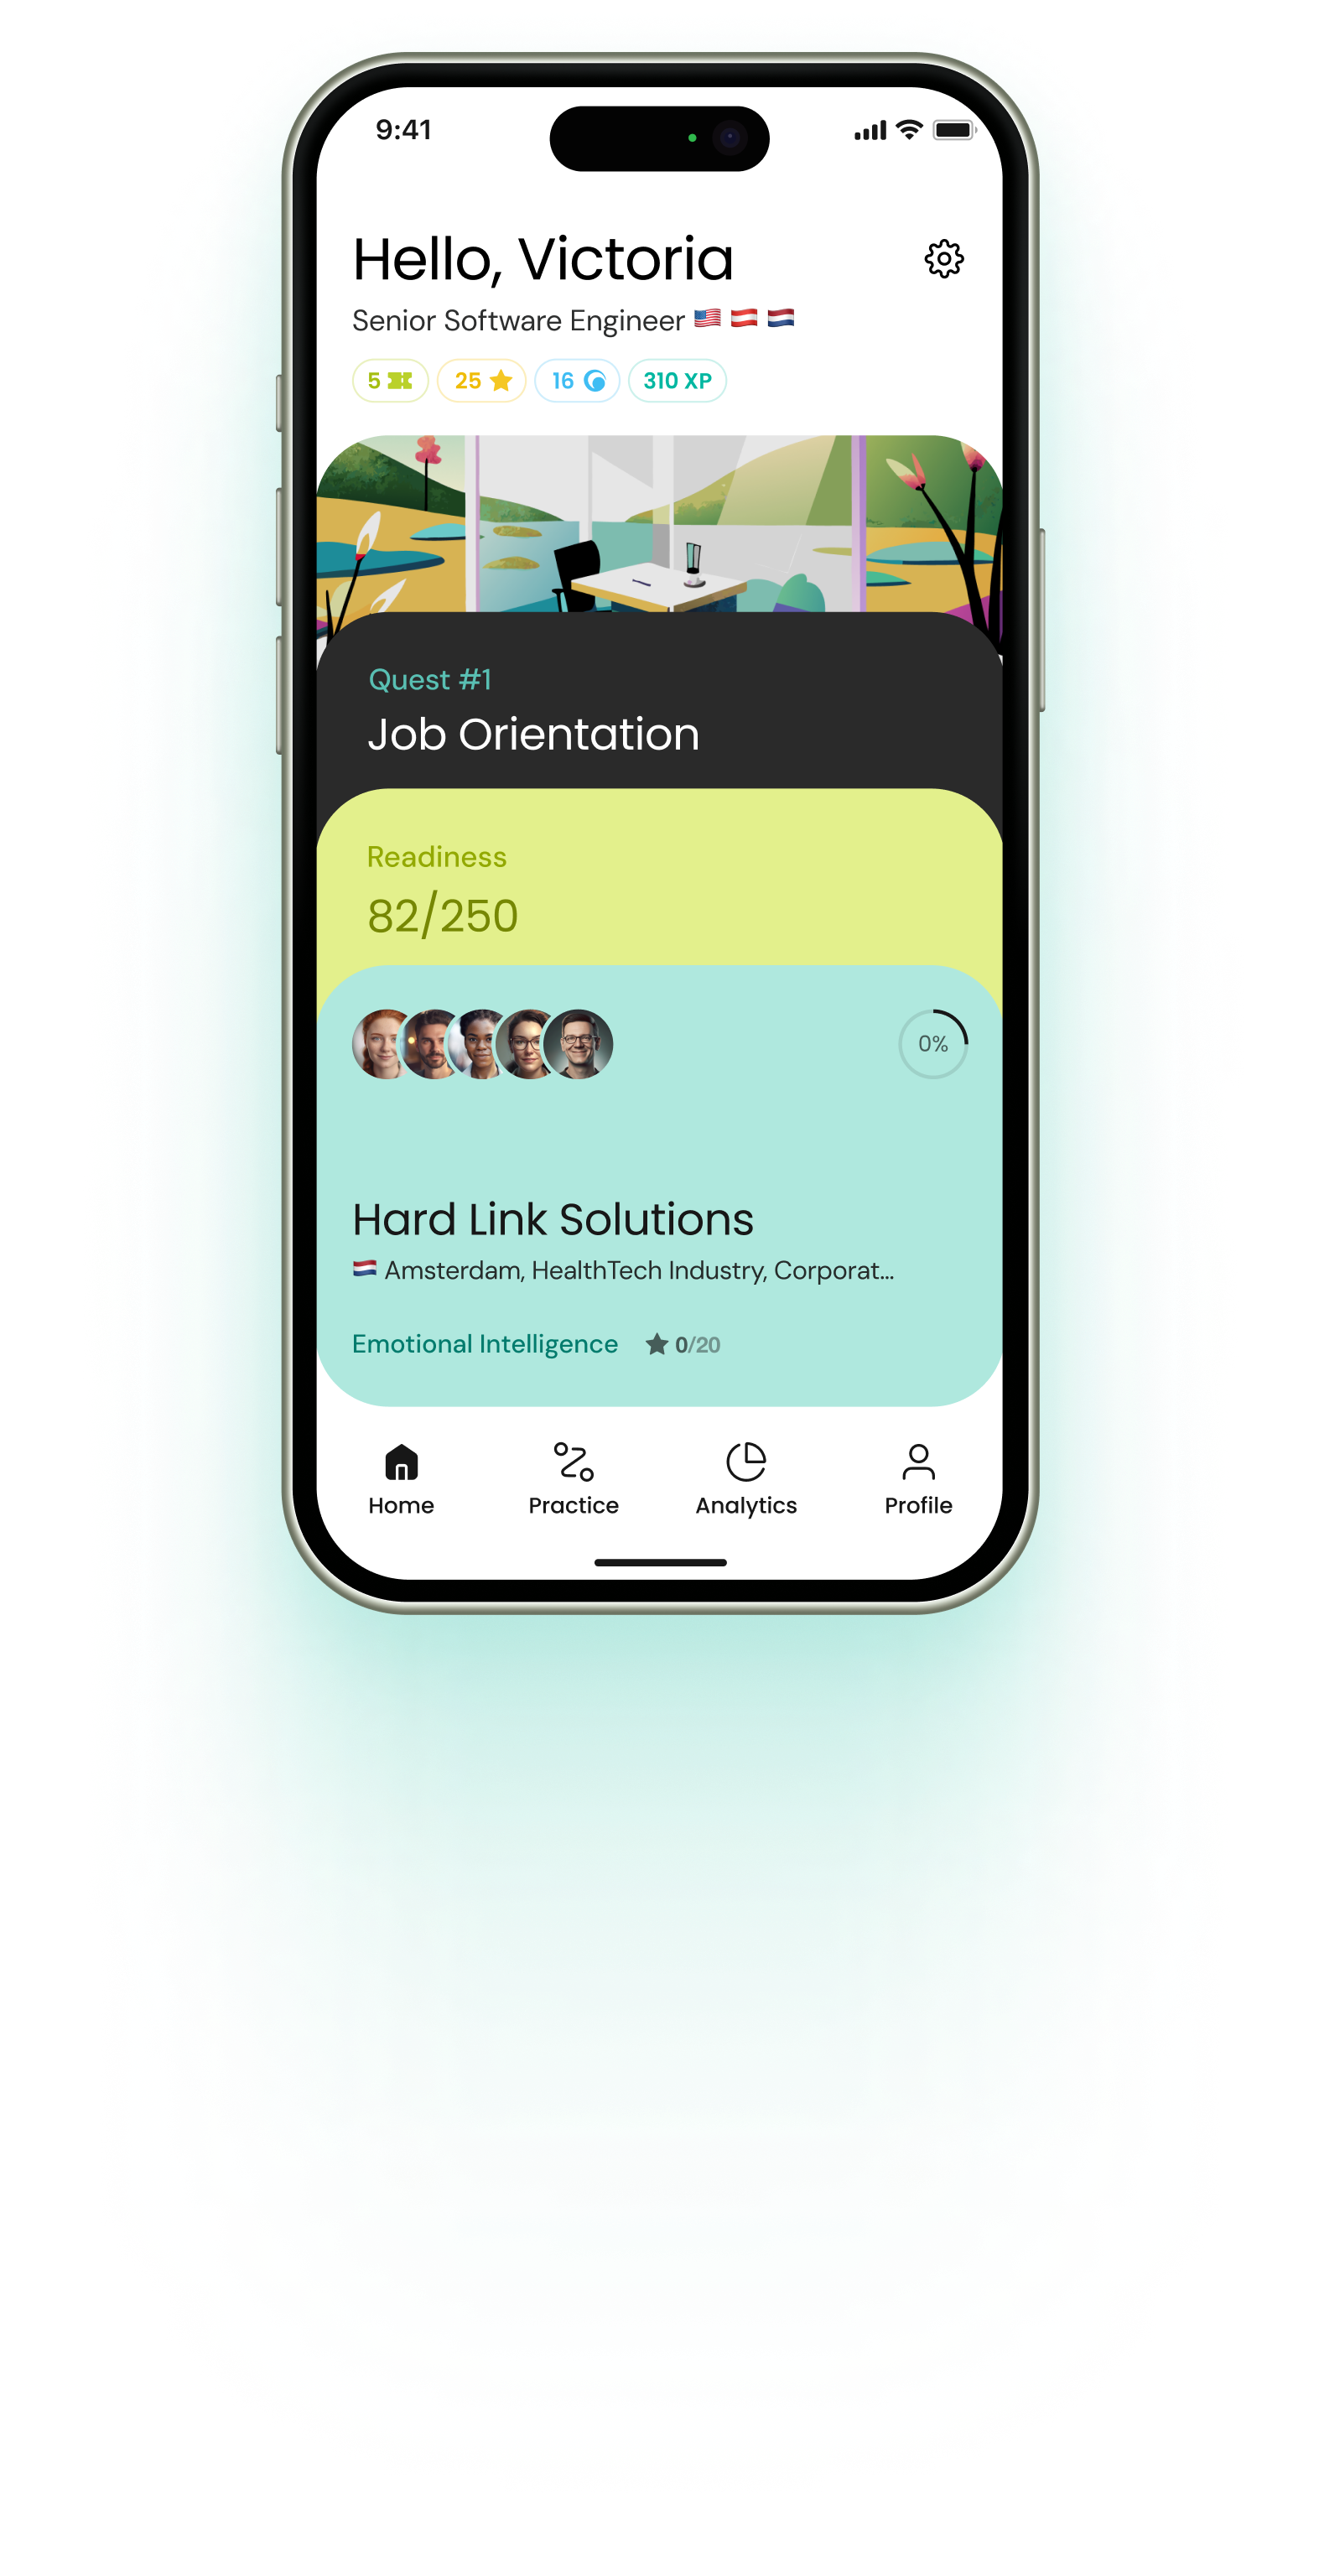 9:41
Hello, Victoria
Senior Software Engineer 🇺🇸 🇦🇹 🇳🇱
5 25 16 310 XP
Quest #1
Job Orientation
Readiness
82/250
0%
Hard Link Solutions
🇳🇱 Amsterdam, HealthTech Industry, Corporat...
Emotional Intelligence ★ 0/20
Home Practice Analytics Profile